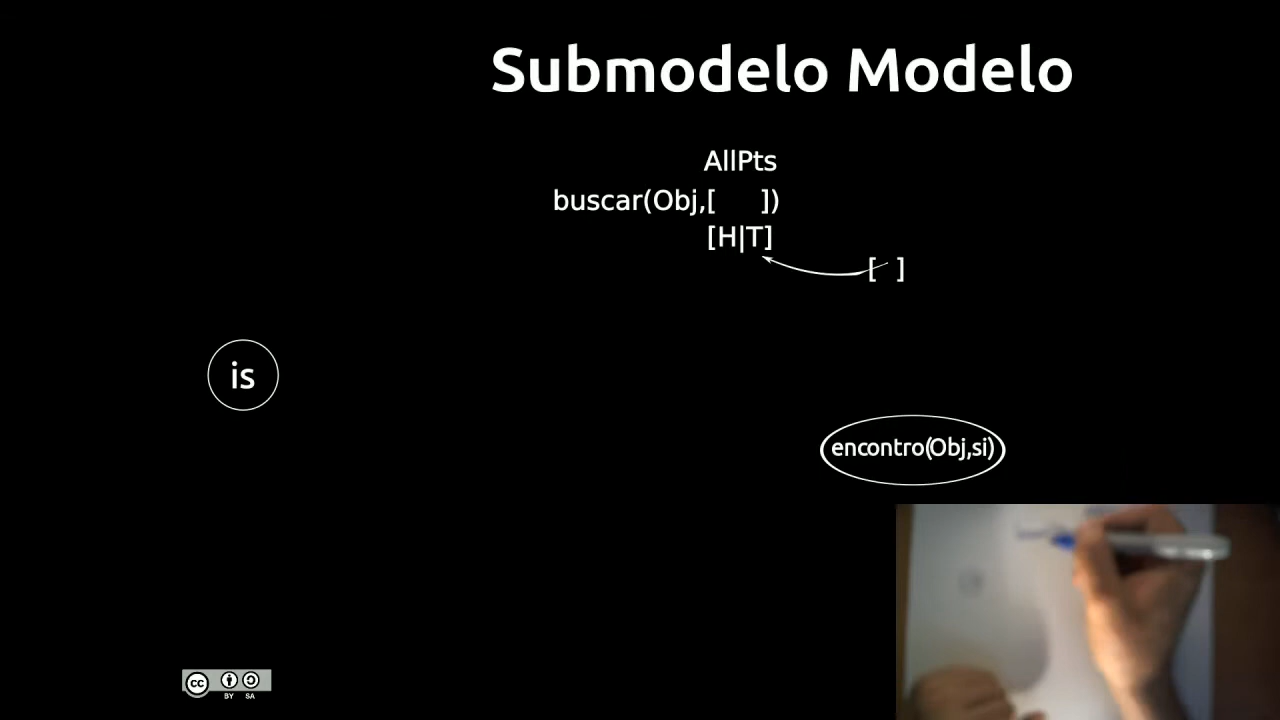 Submodelo Modelo
AllPts
buscar(Obj,[ ])
[H|T]
[ ]
is
encontro(Obj,si)
cc
BY SA